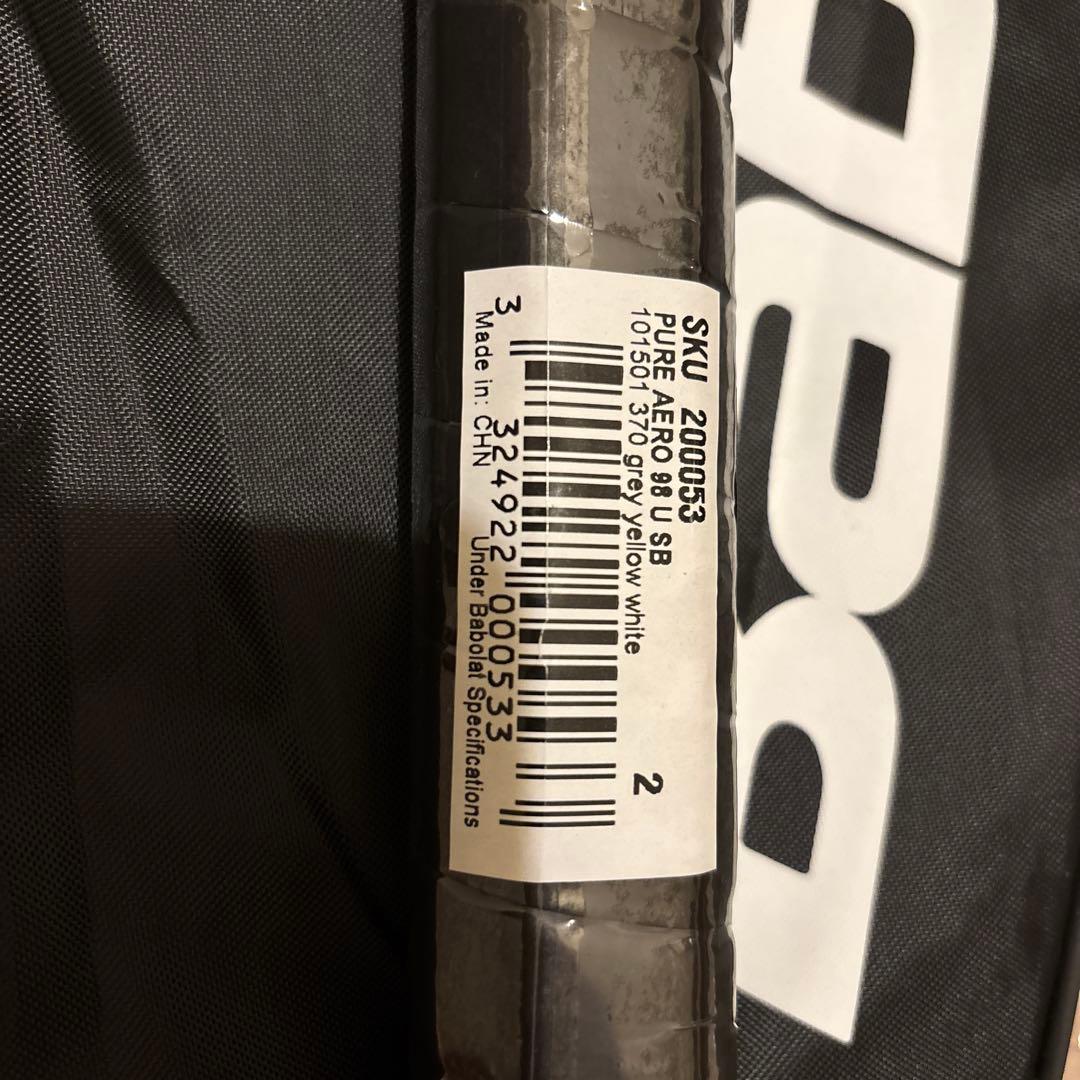 SKU 200053
PURE AERO 98 U SB
101501 370 grey yellow white
2
3 324922 000533
Made in: CHN Under Babolat Specifications